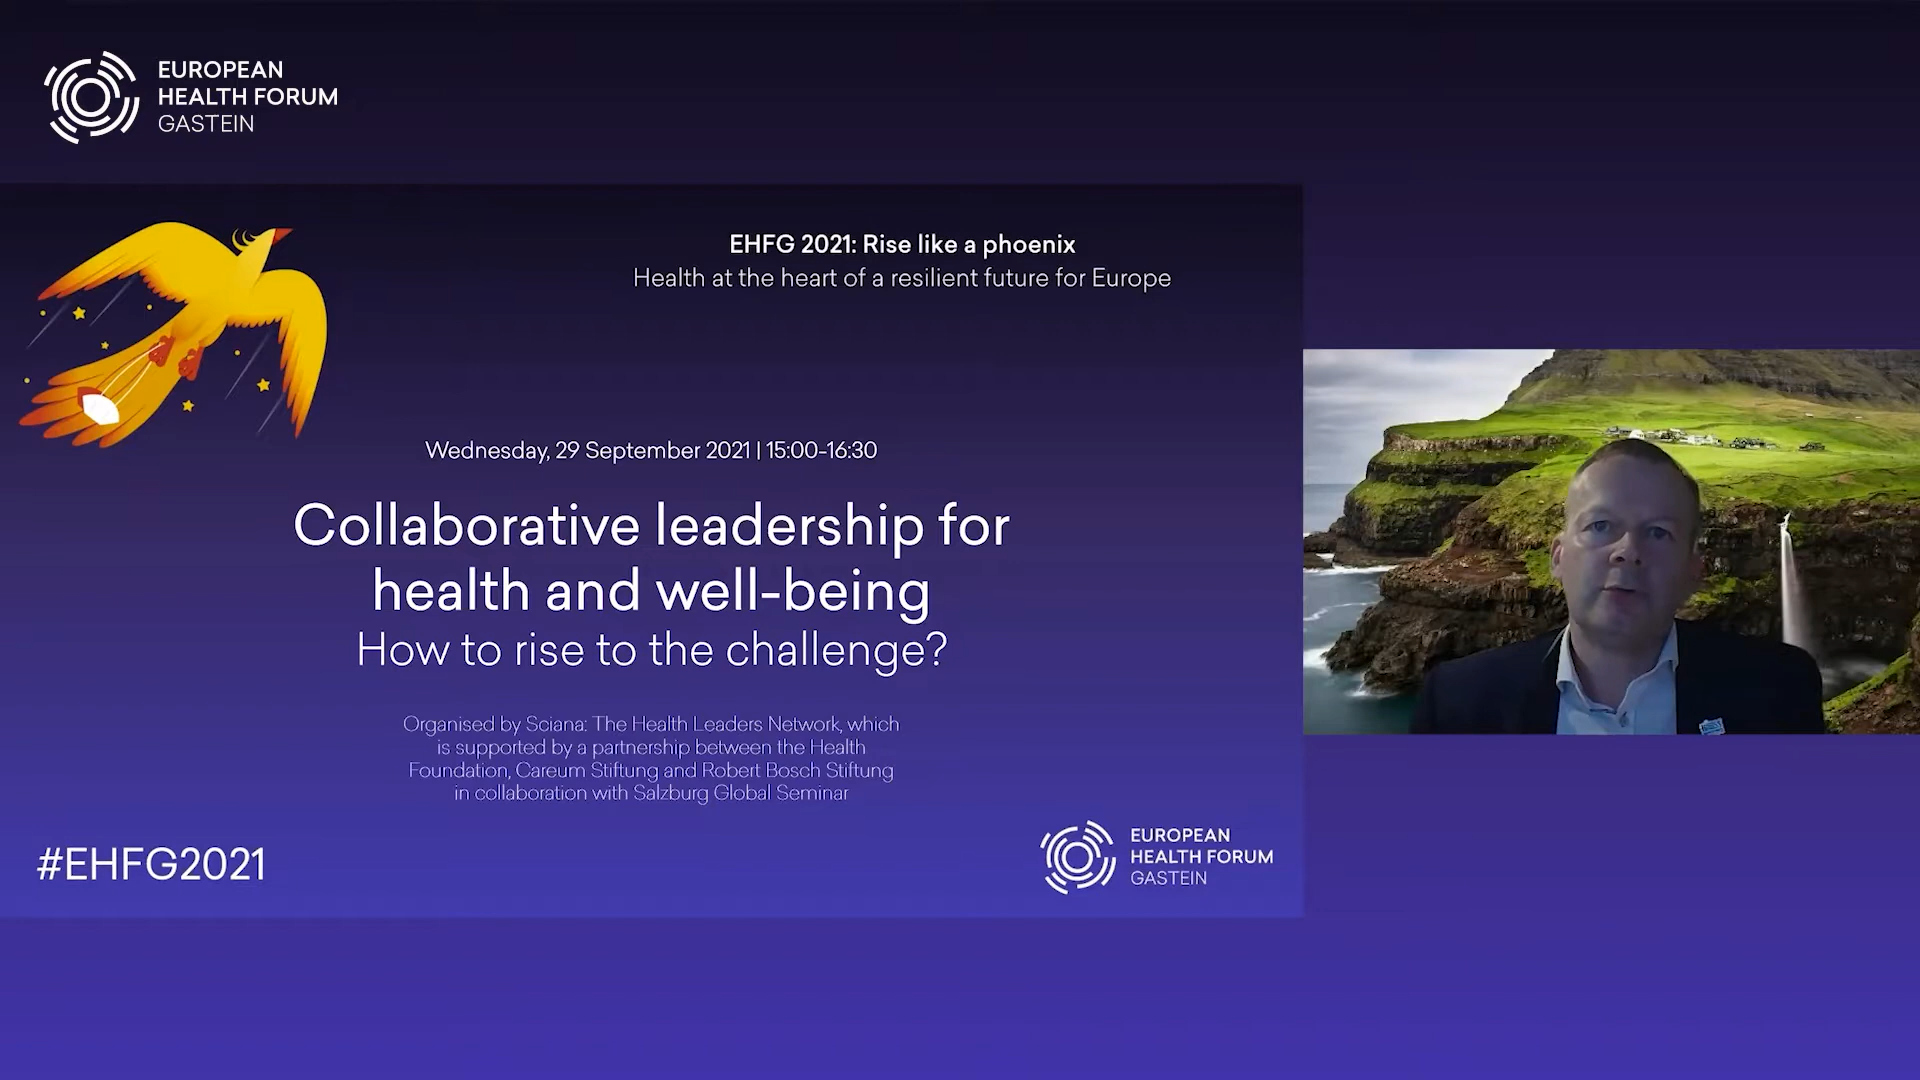 EUROPEAN
HEALTH FORUM
GASTEIN
EHFG 2021: Rise like a phoenix
Health at the heart of a resilient future for Europe
Wednesday, 29 September 2021 | 15:00-16:30
Collaborative leadership for
health and well-being
How to rise to the challenge?
Organised by Sciana: The Health Leaders Network, which
is supported by a partnership between the Health
Foundation, Careum Stiftung and Robert Bosch Stiftung
in collaboration with Salzburg Global Seminar
#EHFG2021
EUROPEAN
HEALTH FORUM
GASTEIN